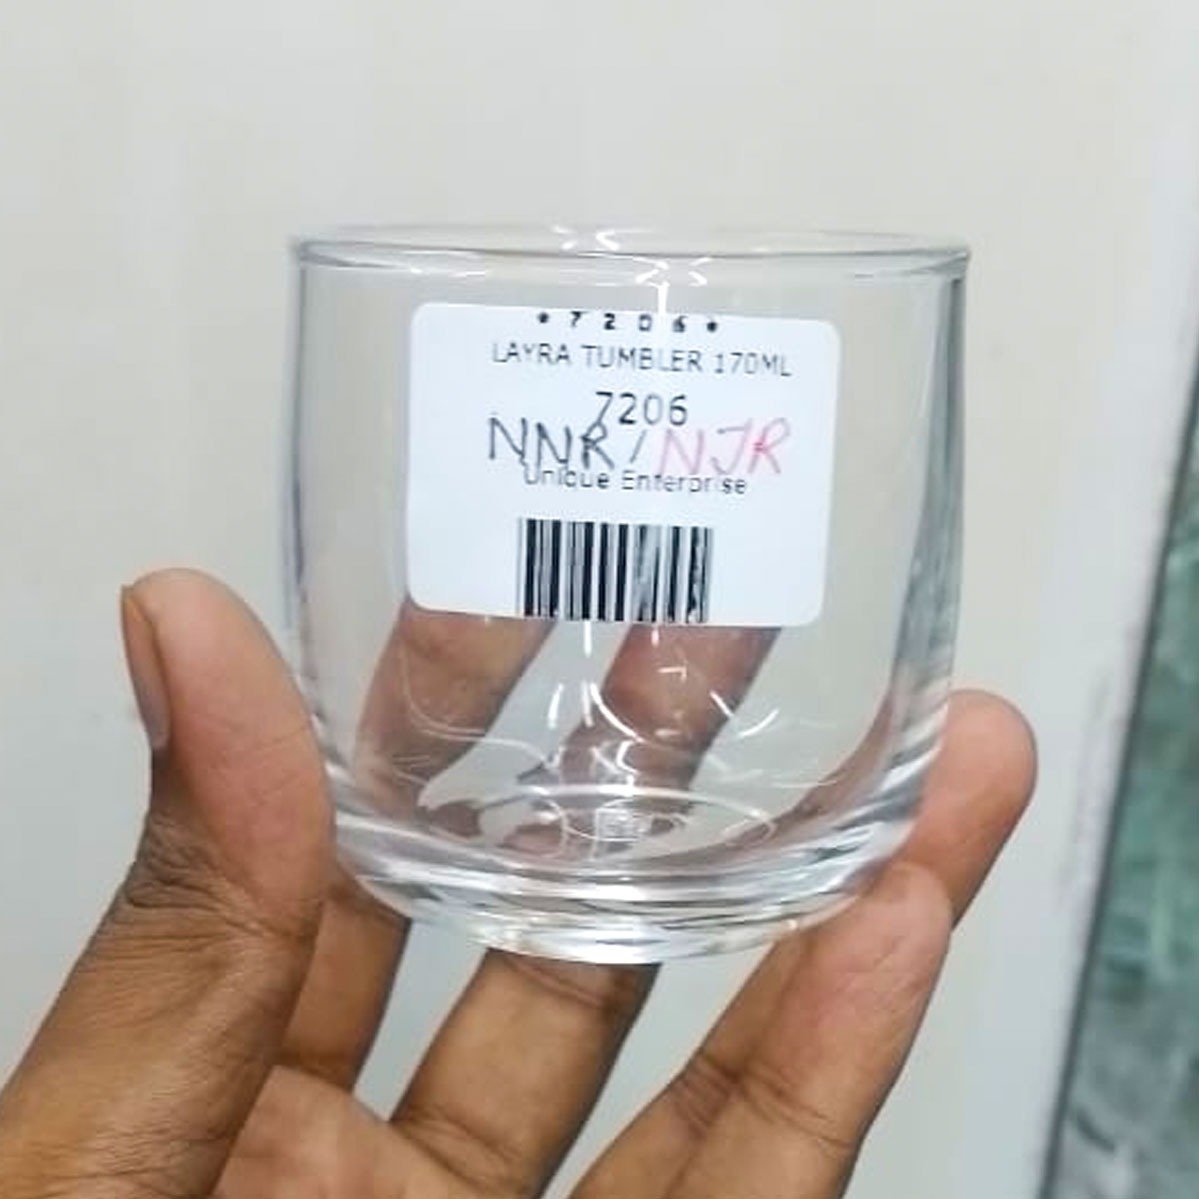 *7206*
LAYRA TUMBLER 170ML
7206
NNR/NJR
Unique Enterprise